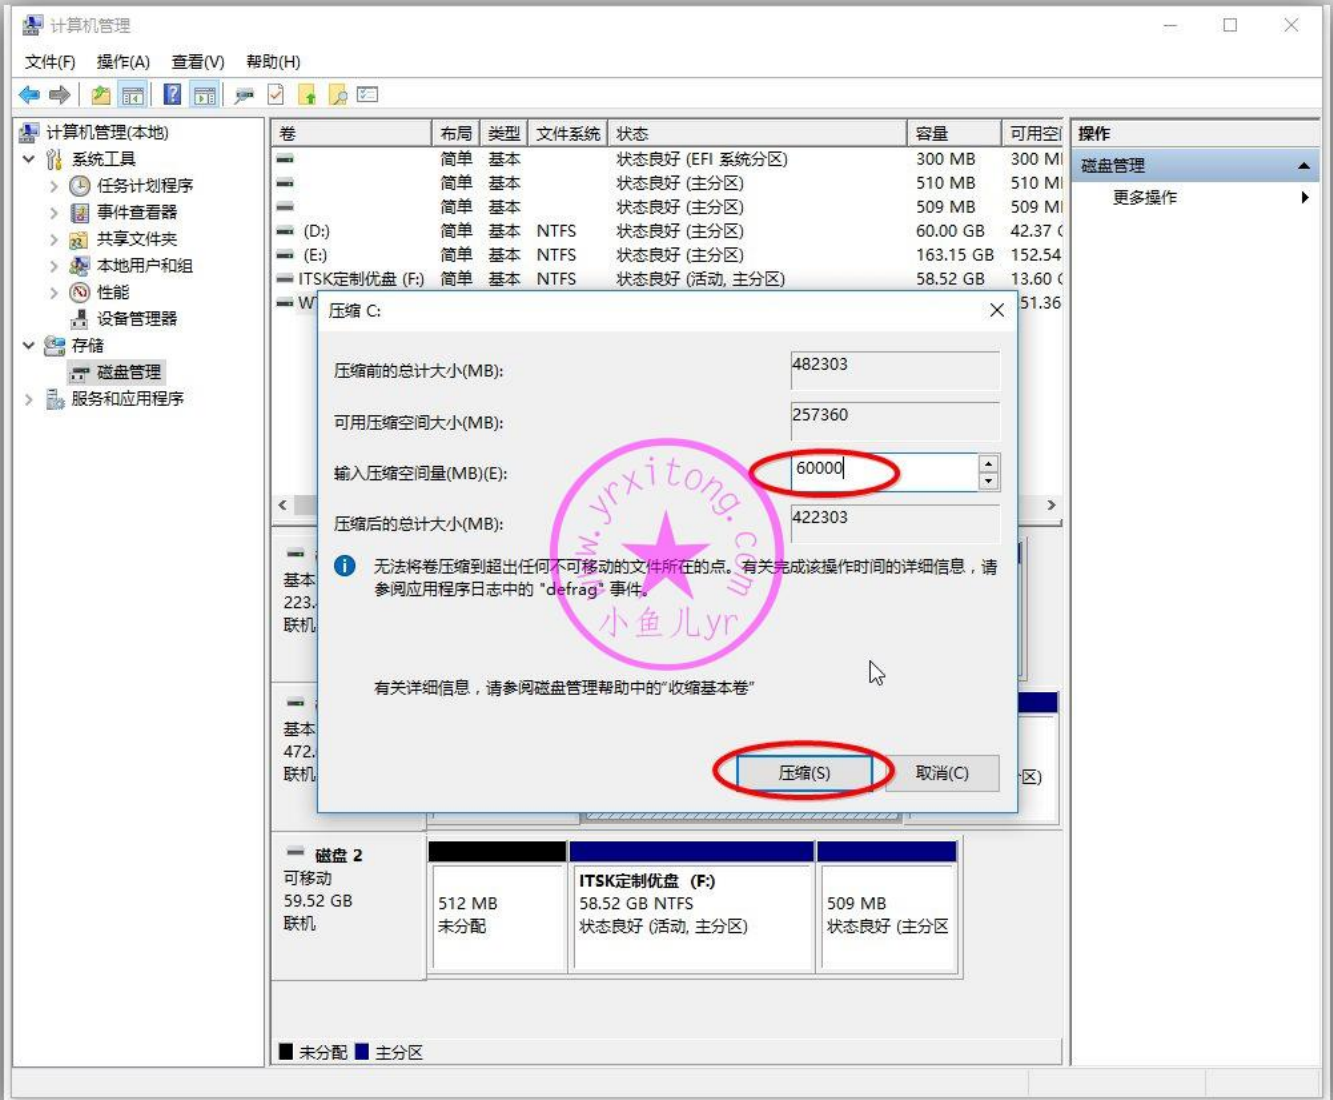 计算机管理
文件(F) 操作(A) 查看(V) 帮助(H)
计算机管理(本地)
系统工具
任务计划程序
事件查看器
共享文件夹
本地用户和组
性能
设备管理器
存储
磁盘管理
服务和应用程序
卷 布局 类型 文件系统 状态 容量 可用空
简单 基本 状态良好 (EFI 系统分区) 300 MB 300 M
简单 基本 状态良好 (主分区) 510 MB 510 M
简单 基本 状态良好 (主分区) 509 MB 509 M
(D:) 简单 基本 NTFS 状态良好 (主分区) 60.00 GB 42.37
(E:) 简单 基本 NTFS 状态良好 (主分区) 163.15 GB 152.54
ITSK定制优盘 (F:) 简单 基本 NTFS 状态良好 (活动, 主分区) 58.52 GB 13.60
W 51.36
操作
磁盘管理
更多操作
压缩 C:
压缩前的总计大小(MB): 482303
可用压缩空间大小(MB): 257360
输入压缩空间量(MB)(E): 60000
压缩后的总计大小(MB): 422303
无法将卷压缩到超出任何不可移动的文件所在的点。有关完成该操作时间的详细信息，请
参阅应用程序日志中的 "defrag" 事件。
有关详细信息，请参阅磁盘管理帮助中的“收缩基本卷”
压缩(S) 取消(C)
www.yrxitong.com
小鱼儿yr
基本
223.
联机
基本
472.
联机
区)
磁盘 2
可移动
59.52 GB
联机
512 MB
未分配
ITSK定制优盘 (F:)
58.52 GB NTFS
状态良好 (活动, 主分区)
509 MB
状态良好 (主分区
未分配 主分区